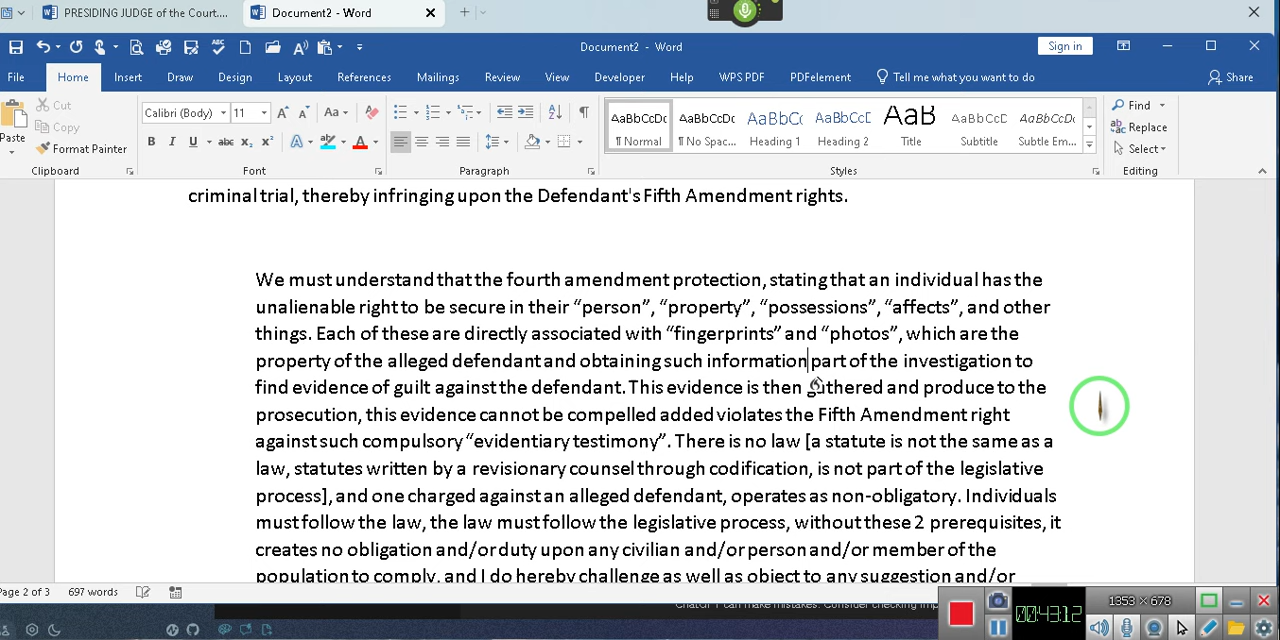 PRESIDING JUDGE of the Court....
Document2 - Word
Document2 - Word
Sign in
File
Home
Insert
Draw
Design
Layout
References
Mailings
Review
View
Developer
Help
WPS PDF
PDFelement
Tell me what you want to do
Share
Paste
Cut
Copy
Format Painter
Clipboard
Calibri (Body)
11
Font
Paragraph
AaBbCcDc
¶ Normal
AaBbCcDc
¶ No Spac...
AaBbCc
Heading 1
AaBbCcD
Heading 2
AaB
Title
AaBbCcD
Subtitle
AaBbCcDc
Subtle Em...
Styles
Find
Replace
Select
Editing
criminal trial, thereby infringing upon the Defendant's Fifth Amendment rights.
We must understand that the fourth amendment protection, stating that an individual has the
unalienable right to be secure in their “person”, “property”, “possessions”, “affects”, and other
things. Each of these are directly associated with “fingerprints” and “photos”, which are the
property of the alleged defendant and obtaining such information part of the investigation to
find evidence of guilt against the defendant. This evidence is then gathered and produce to the
prosecution, this evidence cannot be compelled added violates the Fifth Amendment right
against such compulsory “evidentiary testimony”. There is no law [a statute is not the same as a
law, statutes written by a revisionary counsel through codification, is not part of the legislative
process], and one charged against an alleged defendant, operates as non-obligatory. Individuals
must follow the law, the law must follow the legislative process, without these 2 prerequisites, it
creates no obligation and/or duty upon any civilian and/or person and/or member of the
population to comply, and I do hereby challenge as well as object to any suggestion and/or
Page 2 of 3
697 words
ChatGPT can make mistakes. Consider checking
1353 × 678
00:43:12